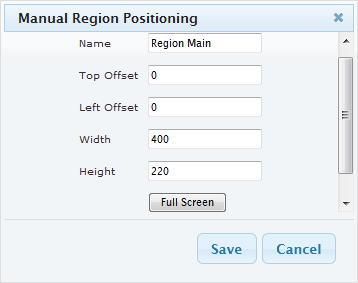 Manual Region Positioning
Name Region Main
Top Offset 0
Left Offset 0
Width 400
Height 220
Full Screen
Save Cancel